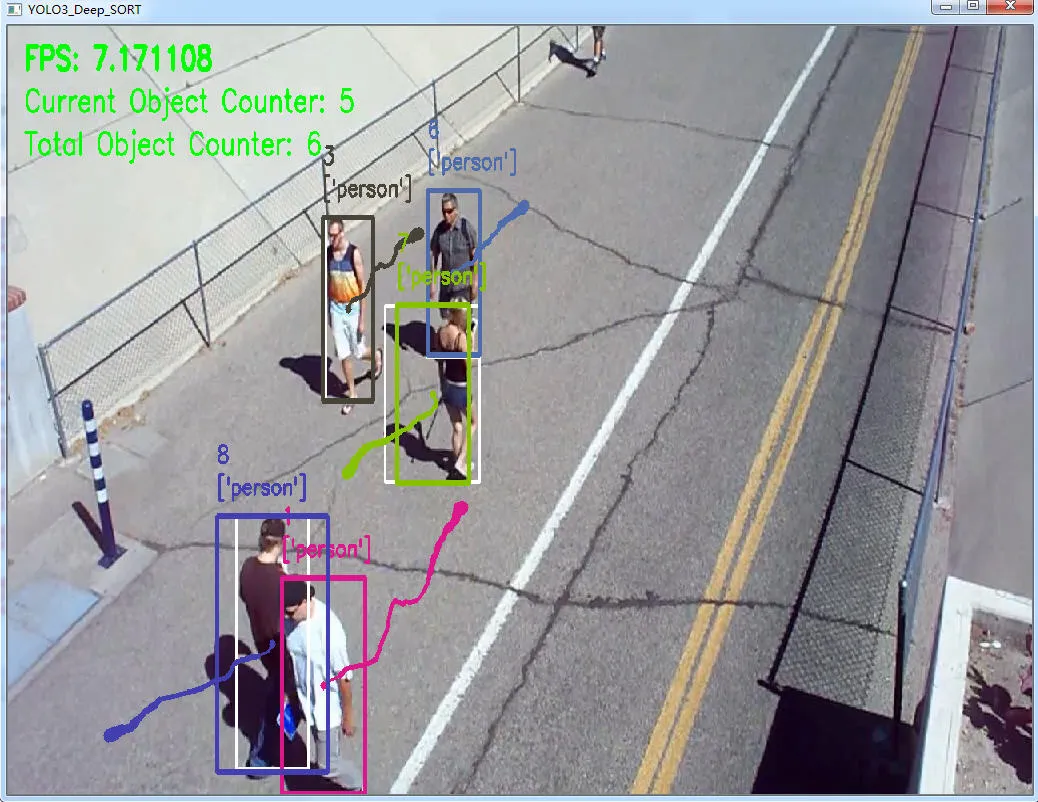 YOLO3_Deep_SORT
FPS: 7.171108
Current Object Counter: 5
Total Object Counter: 6
6
['person']
3
['person']
7
['person']
8
['person']
1
['person']